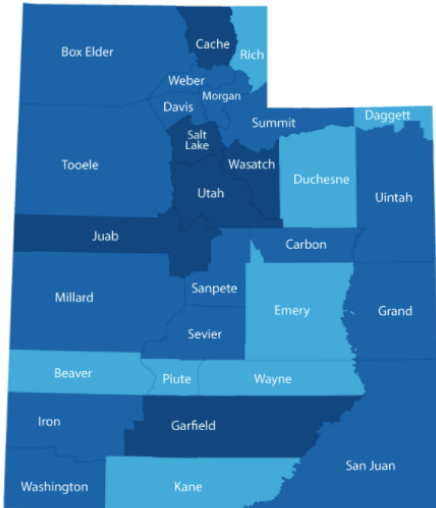 Cache
Box Elder
Rich
Weber
Morgan
Davis
Summit
Daggett
Salt
Lake
Tooele
Wasatch
Duchesne
Utah
Uintah
Juab
Carbon
Sanpete
Millard
Emery
Grand
Sevier
Beaver
Piute
Wayne
Iron
Garfield
San Juan
Washington
Kane